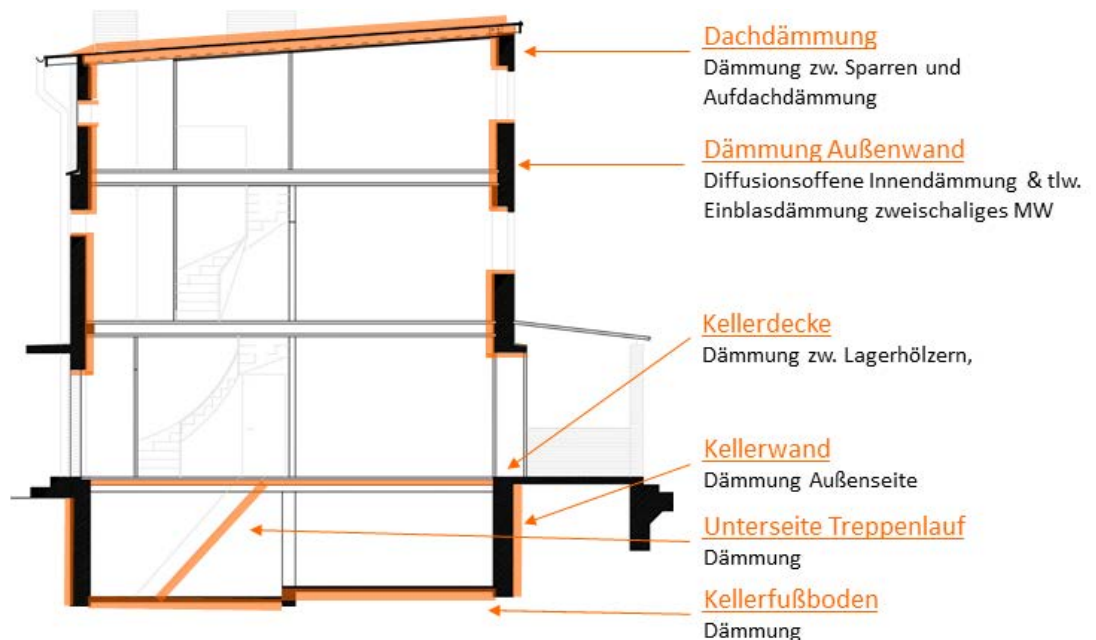 Dachdämmung
Dämmung zw. Sparren und
Aufdachdämmung
Dämmung Außenwand
Diffusionsoffene Innendämmung & tlw.
Einblasdämmung zweischaliges MW
Kellerdecke
Dämmung zw. Lagerhölzern,
Kellerwand
Dämmung Außenseite
Unterseite Treppenlauf
Dämmung
Kellerfußboden
Dämmung